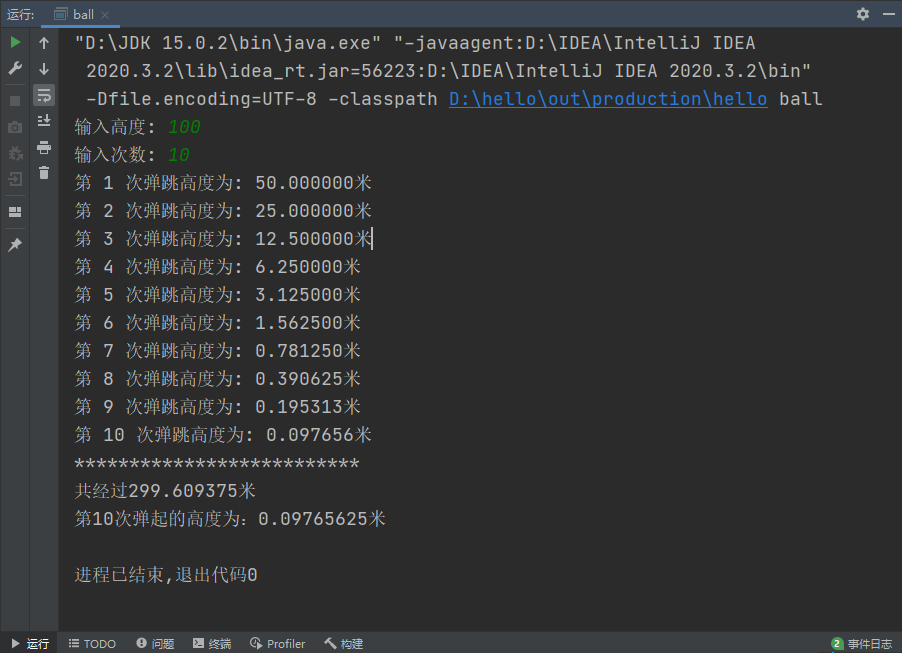 运行: ball
"D:\JDK 15.0.2\bin\java.exe" "-javaagent:D:\IDEA\IntelliJ IDEA
2020.3.2\lib\idea_rt.jar=56223:D:\IDEA\IntelliJ IDEA 2020.3.2\bin"
-Dfile.encoding=UTF-8 -classpath D:\hello\out\production\hello ball
输入高度: 100
输入次数: 10
第 1 次弹跳高度为: 50.000000米
第 2 次弹跳高度为: 25.000000米
第 3 次弹跳高度为: 12.500000米
第 4 次弹跳高度为: 6.250000米
第 5 次弹跳高度为: 3.125000米
第 6 次弹跳高度为: 1.562500米
第 7 次弹跳高度为: 0.781250米
第 8 次弹跳高度为: 0.390625米
第 9 次弹跳高度为: 0.195313米
第 10 次弹跳高度为: 0.097656米
**************************
共经过299.609375米
第10次弹起的高度为：0.09765625米
进程已结束,退出代码0
运行 TODO 问题 终端 Profiler 构建 2 事件日志